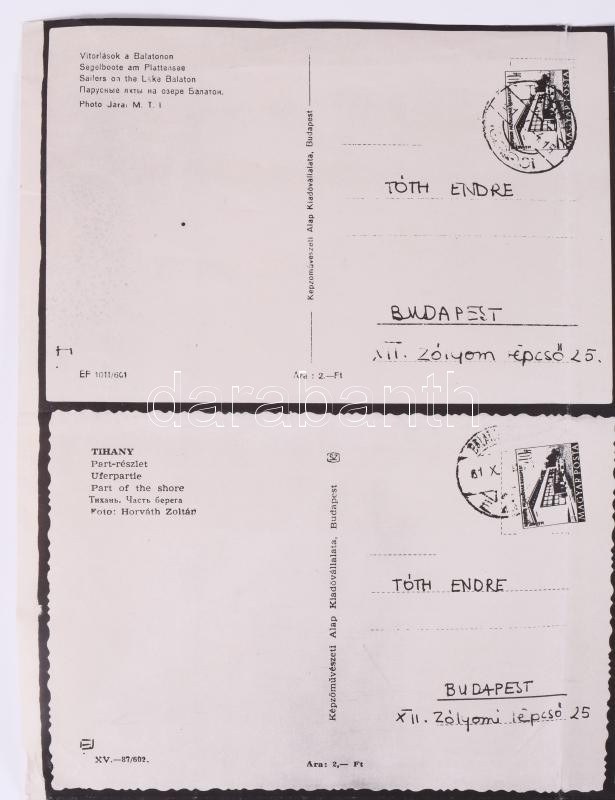 Vitorlások a Balatonon
Segelboote am Plattensee
Sailers on the Lake Balaton
Парусные яхты на озере Балатон.
Photo Járai M. T. I.
Képzőművészeti Alap Kiadóvállalata, Budapest
MAGYAR POSTA
TÓTH ENDRE
BUDAPEST
XII. Zólyom lépcső 25.
EF 1011/601
Ára: 2.—Ft
darabanth
TIHANY
Part-részlet
Uferpartie
Part of the shore
Тихань. Часть берега
Foto: Horváth Zoltán
Képzőművészeti Alap Kiadóvállalata, Budapest
61 X
MAGYAR POSTA
TÓTH ENDRE
BUDAPEST
XII. Zólyomi lépcső 25
XV.—87/602.
Ára: 2,— Ft